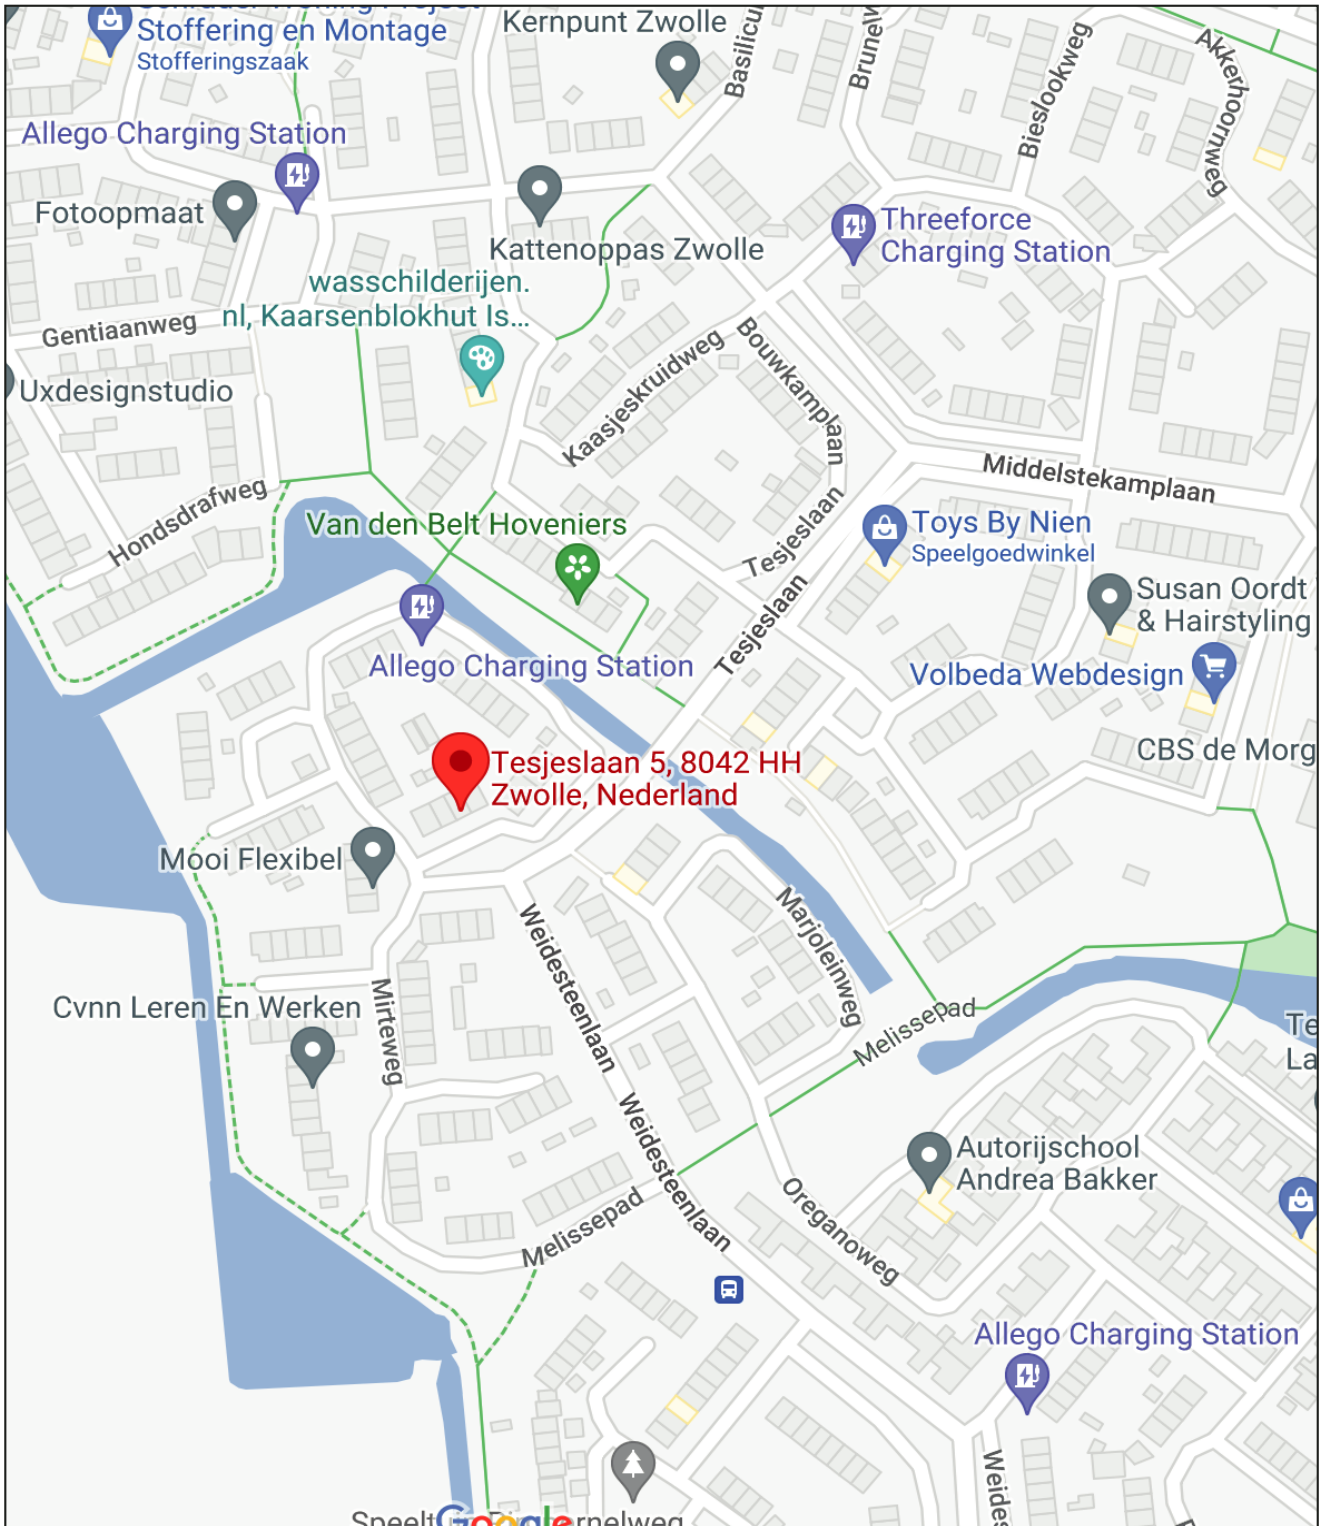 Stoffering en Montage
Stofferingszaak
Kernpunt Zwolle
Bieslookweg
Akkerhoornweg
Allego Charging Station
Fotoopmaat
Kattenoppas Zwolle
Threeforce
Charging Station
wasschilderijen.
nl, Kaarsenblokhut Is...
Gentiaanweg
Uxdesignstudio
Kaasjeskruidweg
Bouwkamplaan
Middelstekamplaan
Hondsdrafweg
Van den Belt Hoveniers
Tesjeslaan
Toys By Nien
Speelgoedwinkel
Tesjeslaan
Susan Oordt
& Hairstyling
Allego Charging Station
Volbeda Webdesign
Tesjeslaan 5, 8042 HH
Zwolle, Nederland
CBS de Morg
Mooi Flexibel
Marjoleinweg
Weidesteenlaan
Cvnn Leren En Werken
Mirteweg
Melissepad
Te
La
Weidesteenlaan
Autorijschool
Andrea Bakker
Oreganoweg
Melissepad
Allego Charging Station
Weides
Google